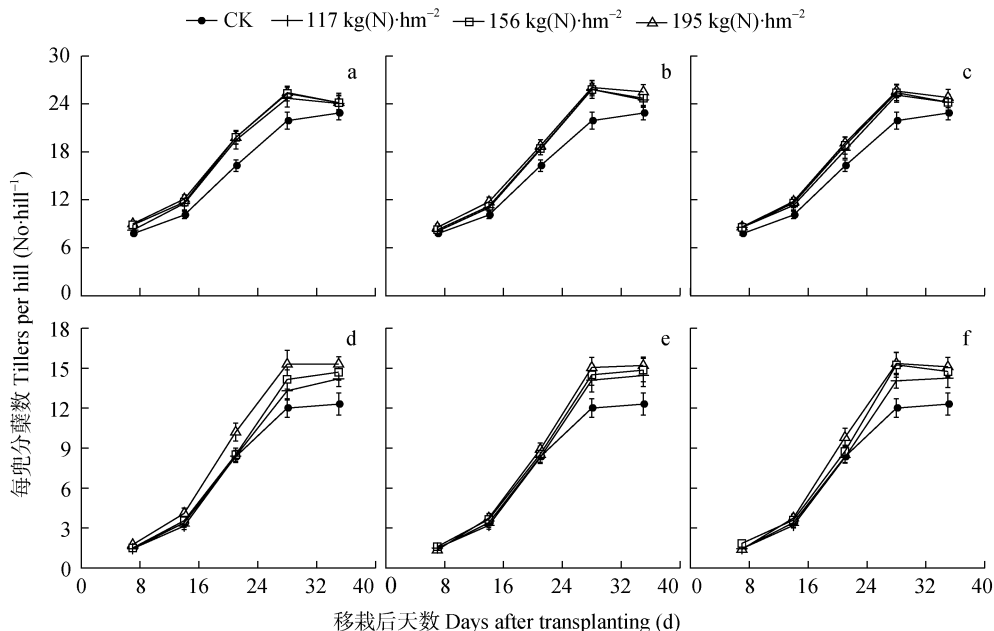 CK 117 kg(N)·hm⁻² 156 kg(N)·hm⁻² 195 kg(N)·hm⁻²
30
24
18
12
6
0
a
b
c
18
15
12
9
6
3
0
d
e
f
0 8 16 24 32 40 0 8 16 24 32 40 0 8 16 24 32 40
每兜分蘖数 Tillers per hill (No·hill⁻¹)
移栽后天数 Days after transplanting (d)